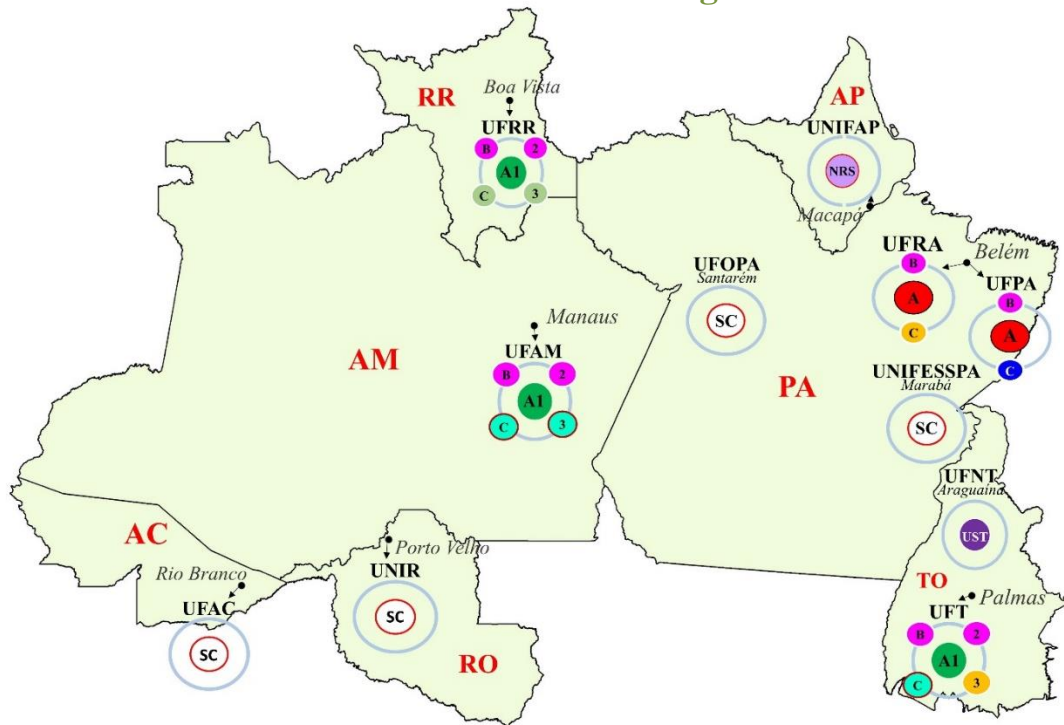 g
RR
Boa Vista
UFRR
B
2
A1
C
3
AP
UNIFAP
NRS
Macapá
UFRA
B
A
C
Belém
UFPA
B
A
C
UFOPA
Santarém
SC
AM
Manaus
UFAM
B
2
A1
C
3
PA
UNIFESSPA
Marabá
SC
UFNT
Araguaína
UST
AC
Rio Branco
UFAC
SC
Porto Velho
UNIR
SC
RO
TO
Palmas
UFT
B
2
A1
C
3